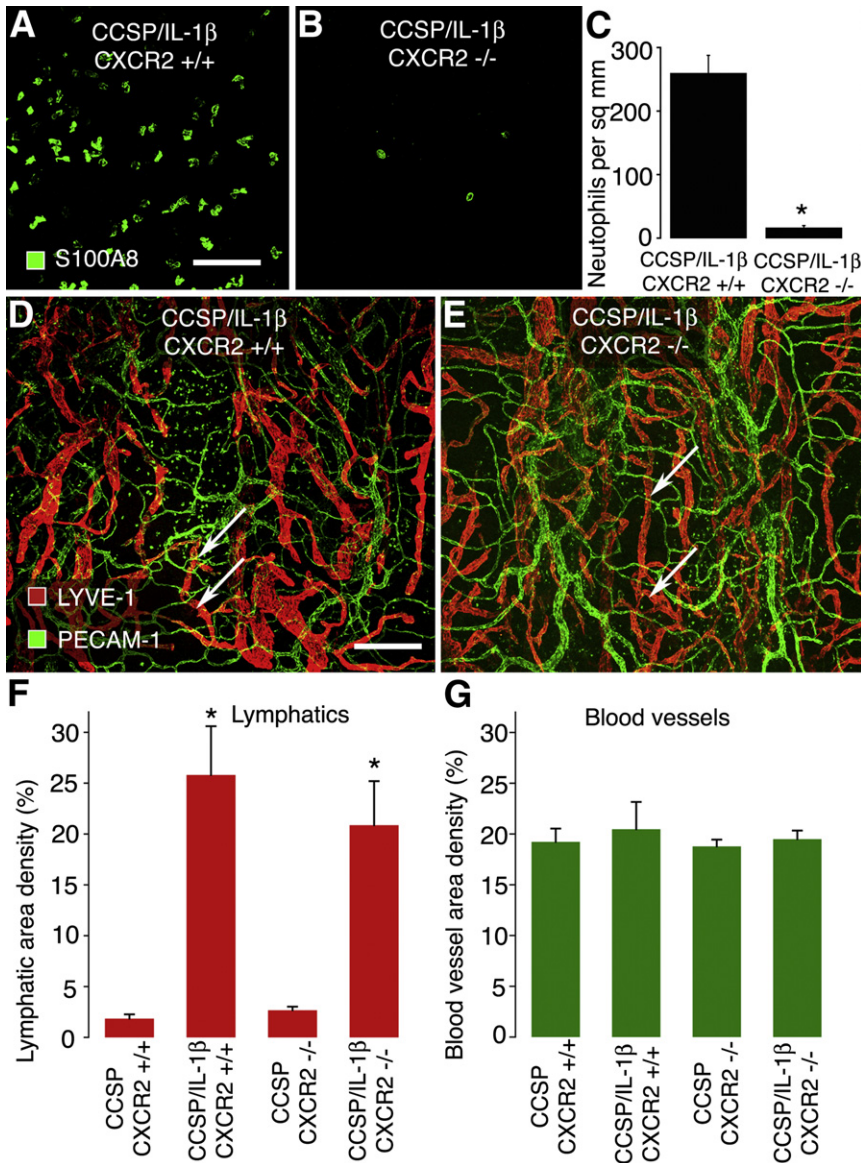 A
CCSP/IL-1β
CXCR2 +/+
S100A8
B
CCSP/IL-1β
CXCR2 -/-
C
Neutophils per sq mm
300
200
100
0
*
CCSP/IL-1β
CXCR2 +/+
CCSP/IL-1β
CXCR2 -/-
D
CCSP/IL-1β
CXCR2 +/+
LYVE-1
PECAM-1
E
CCSP/IL-1β
CXCR2 -/-
F
Lymphatics
Lymphatic area density (%)
30
25
20
15
10
5
0
*
*
CCSP
CXCR2 +/+
CCSP/IL-1β
CXCR2 +/+
CCSP
CXCR2 -/-
CCSP/IL-1β
CXCR2 -/-
G
Blood vessels
Blood vessel area density (%)
30
25
20
15
10
5
0
CCSP
CXCR2 +/+
CCSP/IL-1β
CXCR2 +/+
CCSP
CXCR2 -/-
CCSP/IL-1β
CXCR2 -/-